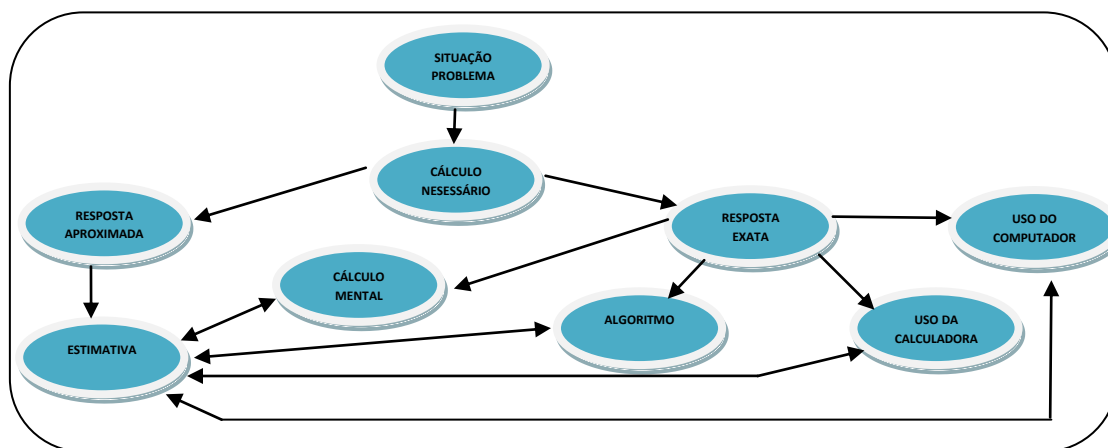 SITUAÇÃO
PROBLEMA
CÁLCULO
NESESSÁRIO
RESPOSTA
APROXIMADA
RESPOSTA
EXATA
USO DO
COMPUTADOR
CÁLCULO
MENTAL
ESTIMATIVA
ALGORITMO
USO DA
CALCULADORA